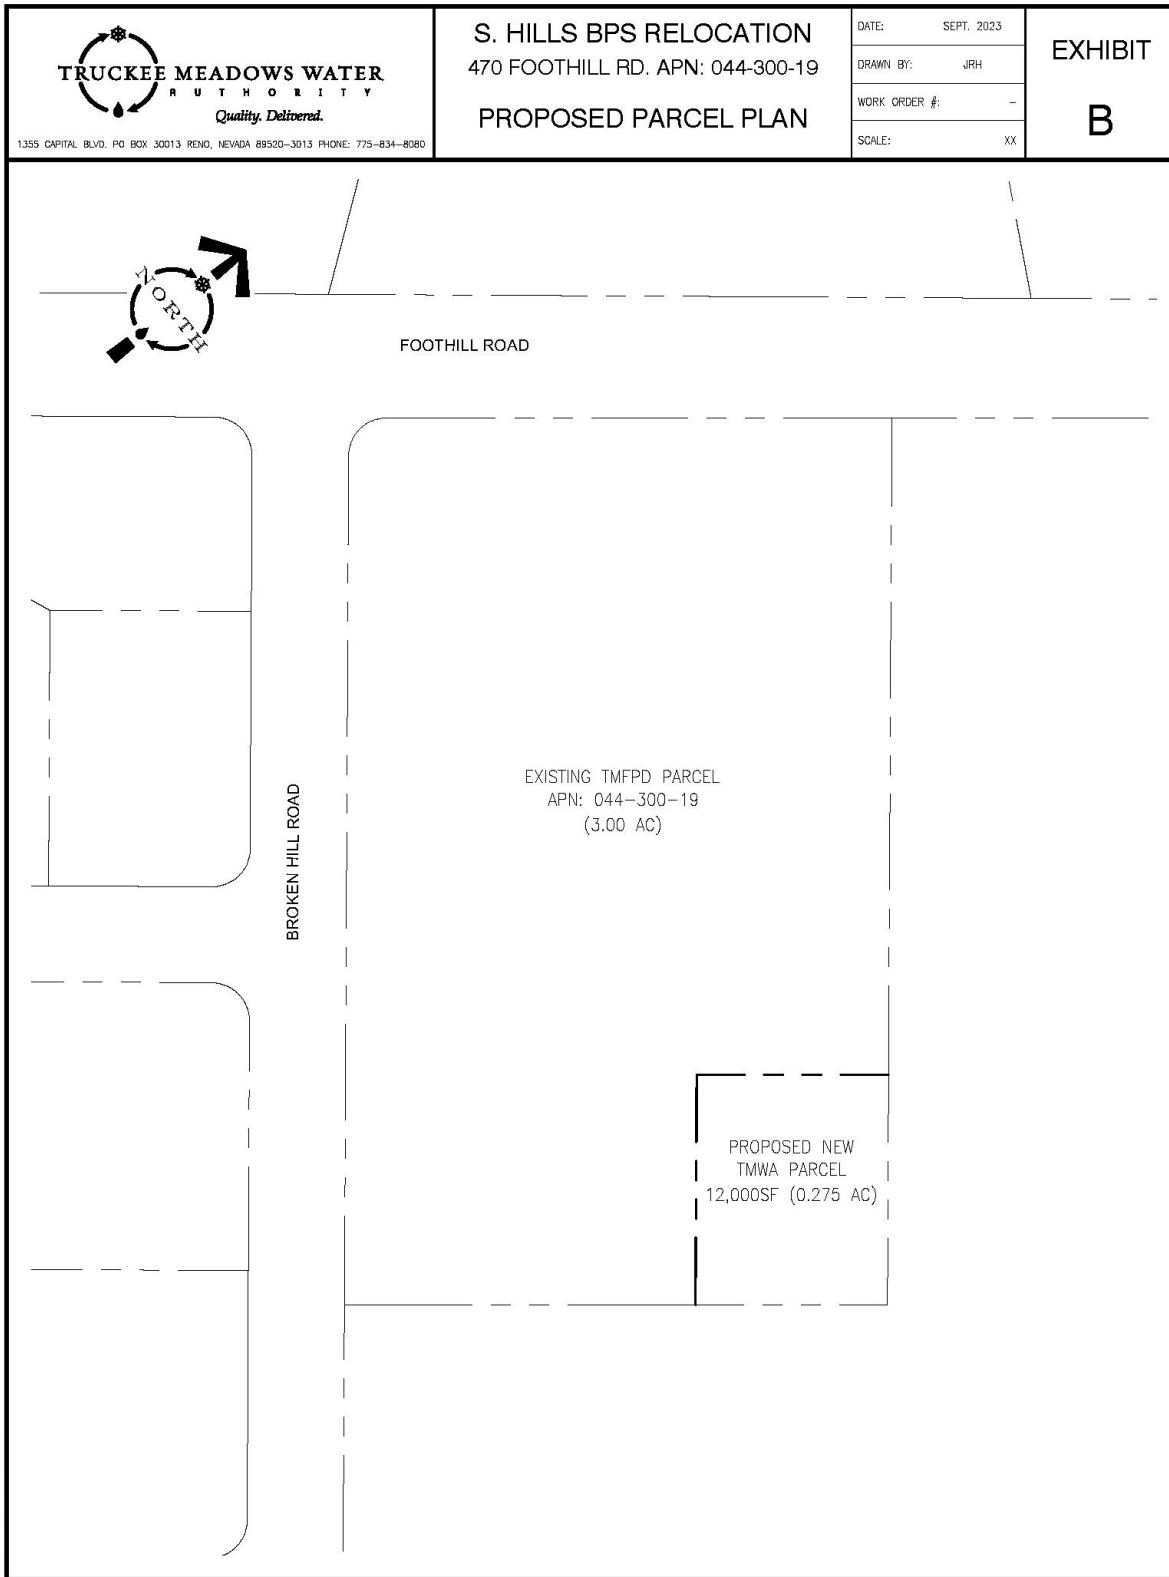 TRUCKEE MEADOWS WATER
AUTHORITY
Quality. Delivered.
1355 CAPITAL BLVD. PO BOX 30013 RENO, NEVADA 89520-3013 PHONE: 775-834-8080
S. HILLS BPS RELOCATION
470 FOOTHILL RD. APN: 044-300-19
PROPOSED PARCEL PLAN
DATE: SEPT. 2023
DRAWN BY: JRH
WORK ORDER #: -
SCALE: XX
EXHIBIT
B
NORTH
FOOTHILL ROAD
BROKEN HILL ROAD
EXISTING TMFPD PARCEL
APN: 044-300-19
(3.00 AC)
PROPOSED NEW
TMWA PARCEL
12,000SF (0.275 AC)